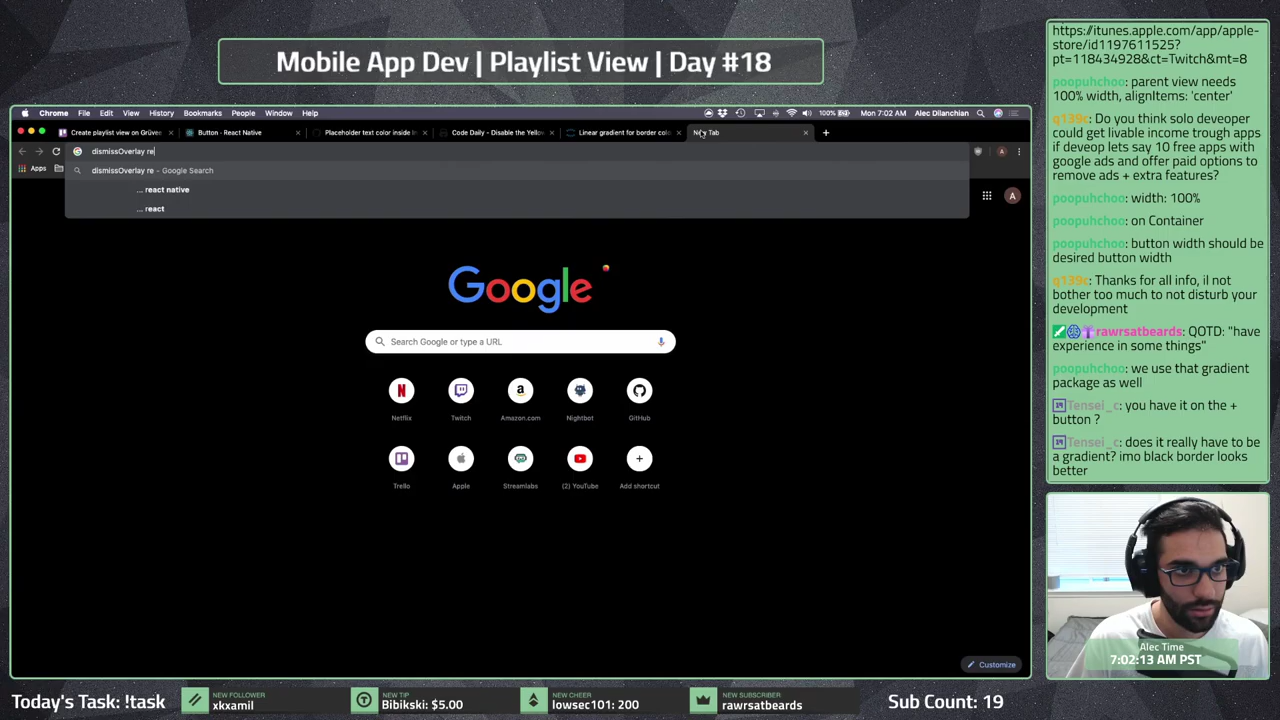 Mobile App Dev | Playlist View | Day #18
Chrome File Edit View History Bookmarks People Window Help
100% Mon 7:02 AM Alec Dilanchian
Create playlist view on Grüvee
Button · React Native
Placeholder text color inside In
Code Daily - Disable the Yellow
Linear gradient for border colo
New Tab
dismissOverlay re
Apps
dismissOverlay re - Google Search
... react native
... react
A
Google
Search Google or type a URL
Netflix Twitch Amazon.com Nightbot GitHub
Trello Apple Streamlabs (2) YouTube Add shortcut
Customize
https://itunes.apple.com/app/apple-
store/id1197611525?
pt=118434928&ct=Twitch&mt=8
poopuhchoo: parent view needs
100% width, alignItems: 'center'
q139c: Do you think solo deveoper
could get livable income trough apps
if deveop lets say 10 free apps with
google ads and offer paid options to
remove ads + extra features?
poopuhchoo: width: 100%
poopuhchoo: on Container
poopuhchoo: button width should be
desired button width
q139c: Thanks for all info, il not
bother too much to not disturb your
development
rawrsatbeards: QOTD: "have
experience in some things"
poopuhchoo: we use that gradient
package as well
Tensei_c: you have it on the +
button ?
Tensei_c: does it really have to be
a gradient? imo black border looks
better
Alec Time
7:02:13 AM PST
Today's Task: !task
NEW FOLLOWER
xkxamil
NEW TIP
Bibikski: $5.00
NEW CHEER
lowsec101: 200
NEW SUBSCRIBER
rawrsatbeards
Sub Count: 19